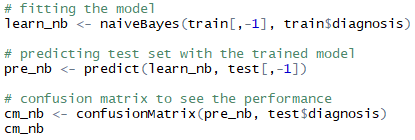 # fitting the model
learn_nb <- naiveBayes(train[,-1], train$diagnosis)
# predicting test set with the trained model
pre_nb <- predict(learn_nb, test[,-1])
# confusion matrix to see the performance
cm_nb <- confusionMatrix(pre_nb, test$diagnosis)
cm_nb